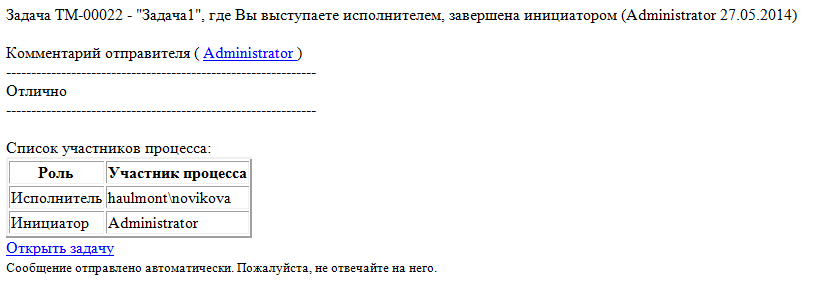 Задача ТМ-00022 - "Задача1", где Вы выступаете исполнителем, завершена инициатором (Administrator 27.05.2014)
Комментарий отправителя ( Administrator )
--------------------------------------------------------------
Отлично
--------------------------------------------------------------
Список участников процесса:
Роль Участник процесса
Исполнитель haulmont\novikova
Инициатор Administrator
Открыть задачу
Сообщение отправлено автоматически. Пожалуйста, не отвечайте на него.